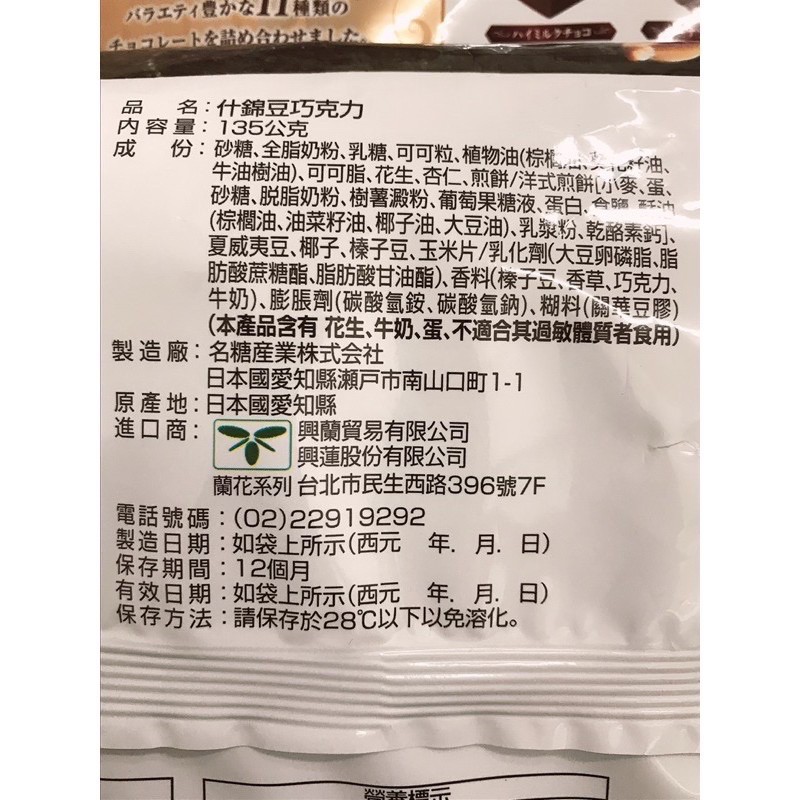 バラエティ豊かな11種類の
チョコレートを詰め合わせました。
ハイミルクチョコ
品 名：什錦豆巧克力
內容量：135公克
成 份：砂糖、全脂奶粉、乳糖、可可粒、植物油(棕櫚油、籽油、
牛油樹油)、可可脂、花生、杏仁、煎餅/洋式煎餅[小麥、蛋、
砂糖、脱脂奶粉、樹薯澱粉、葡萄果糖液、蛋白、食鹽、酥油
(棕櫚油、油菜籽油、椰子油、大豆油)、乳漿粉、乾酪素鈣]、
夏威夷豆、椰子、榛子豆、玉米片/乳化劑(大豆卵磷脂、脂
肪酸蔗糖酯、脂肪酸甘油酯)、香料(榛子豆、香草、巧克力、
牛奶)、膨脹劑(碳酸氫銨、碳酸氫鈉)、糊料(關華豆膠)
(本產品含有 花生、牛奶、蛋、不適合其過敏體質者食用)
製造廠：名糖産業株式会社
日本國愛知縣瀨戶市南山口町1-1
原產地：日本國愛知縣
進口商：興蘭貿易有限公司
興蓮股份有限公司
蘭花系列 台北市民生西路396號7F
電話號碼：(02)22919292
製造日期：如袋上所示(西元 年. 月. 日)
保存期間：12個月
有效日期：如袋上所示(西元 年. 月. 日)
保存方法：請保存於28℃以下以免溶化。
營養標示